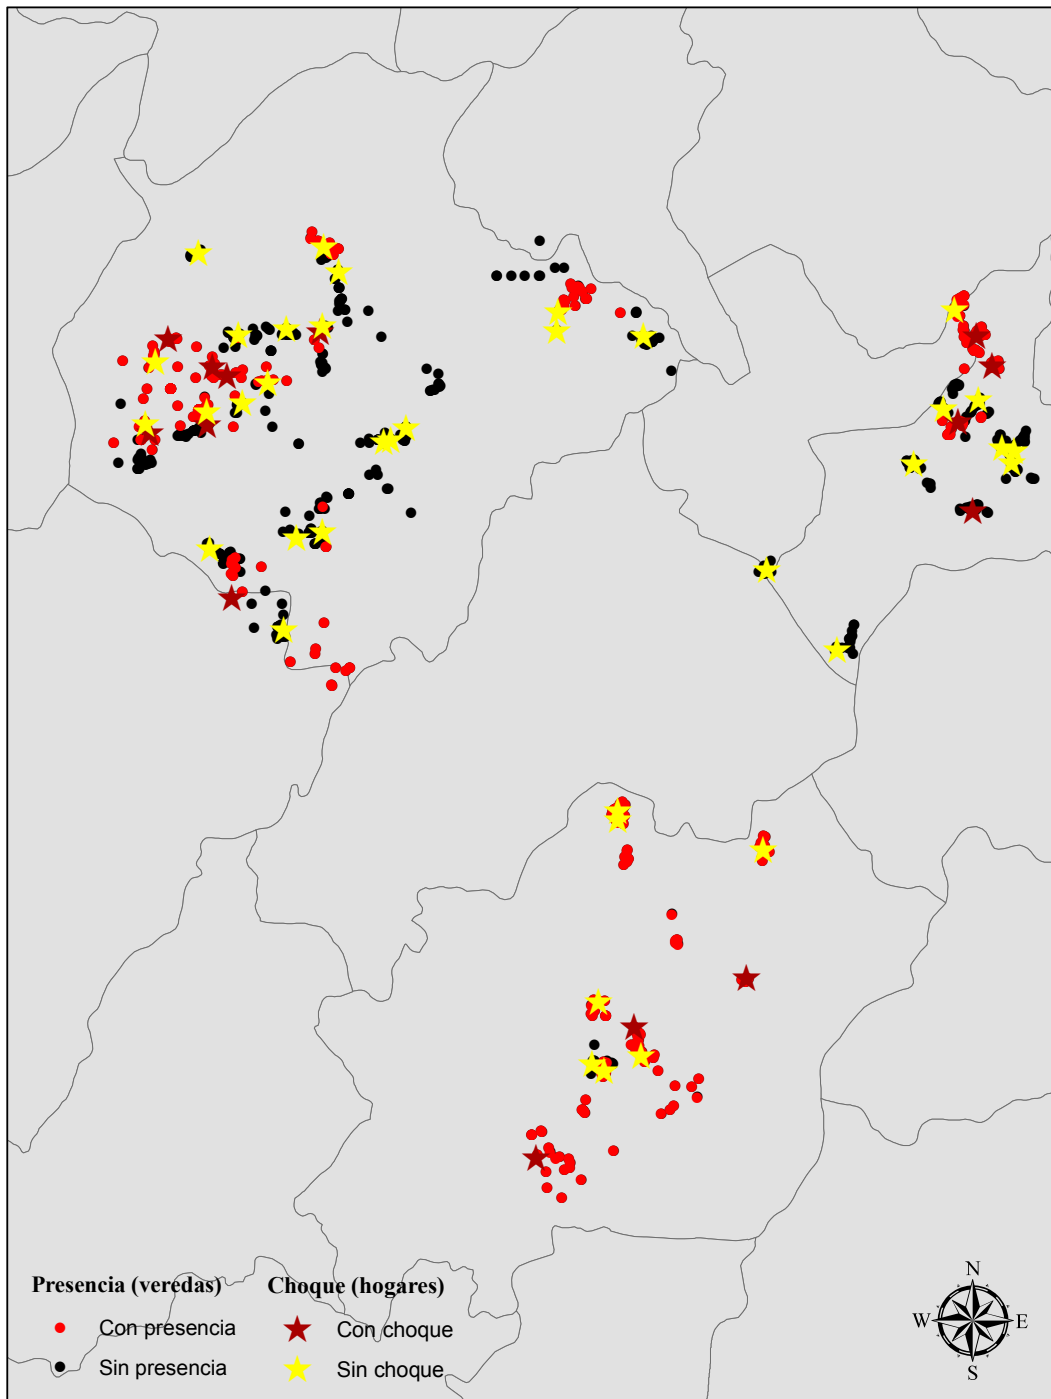 Presencia (veredas)
Con presencia
Sin presencia
Choque (hogares)
Con choque
Sin choque
N
W E
S